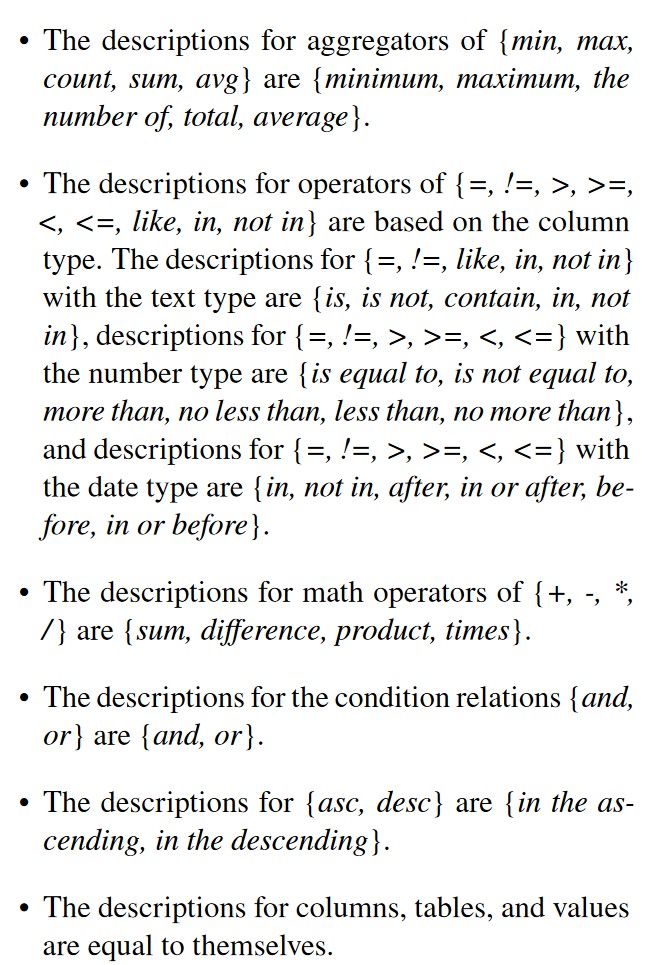 • The descriptions for aggregators of {min, max,
count, sum, avg} are {minimum, maximum, the
number of, total, average}.
• The descriptions for operators of {=, !=, >, >=,
<, <=, like, in, not in} are based on the column
type. The descriptions for {=, !=, like, in, not in}
with the text type are {is, is not, contain, in, not
in}, descriptions for {=, !=, >, >=, <, <=} with
the number type are {is equal to, is not equal to,
more than, no less than, less than, no more than},
and descriptions for {=, !=, >, >=, <, <=} with
the date type are {in, not in, after, in or after, be-
fore, in or before}.
• The descriptions for math operators of {+, -, *,
/} are {sum, difference, product, times}.
• The descriptions for the condition relations {and,
or} are {and, or}.
• The descriptions for {asc, desc} are {in the as-
cending, in the descending}.
• The descriptions for columns, tables, and values
are equal to themselves.